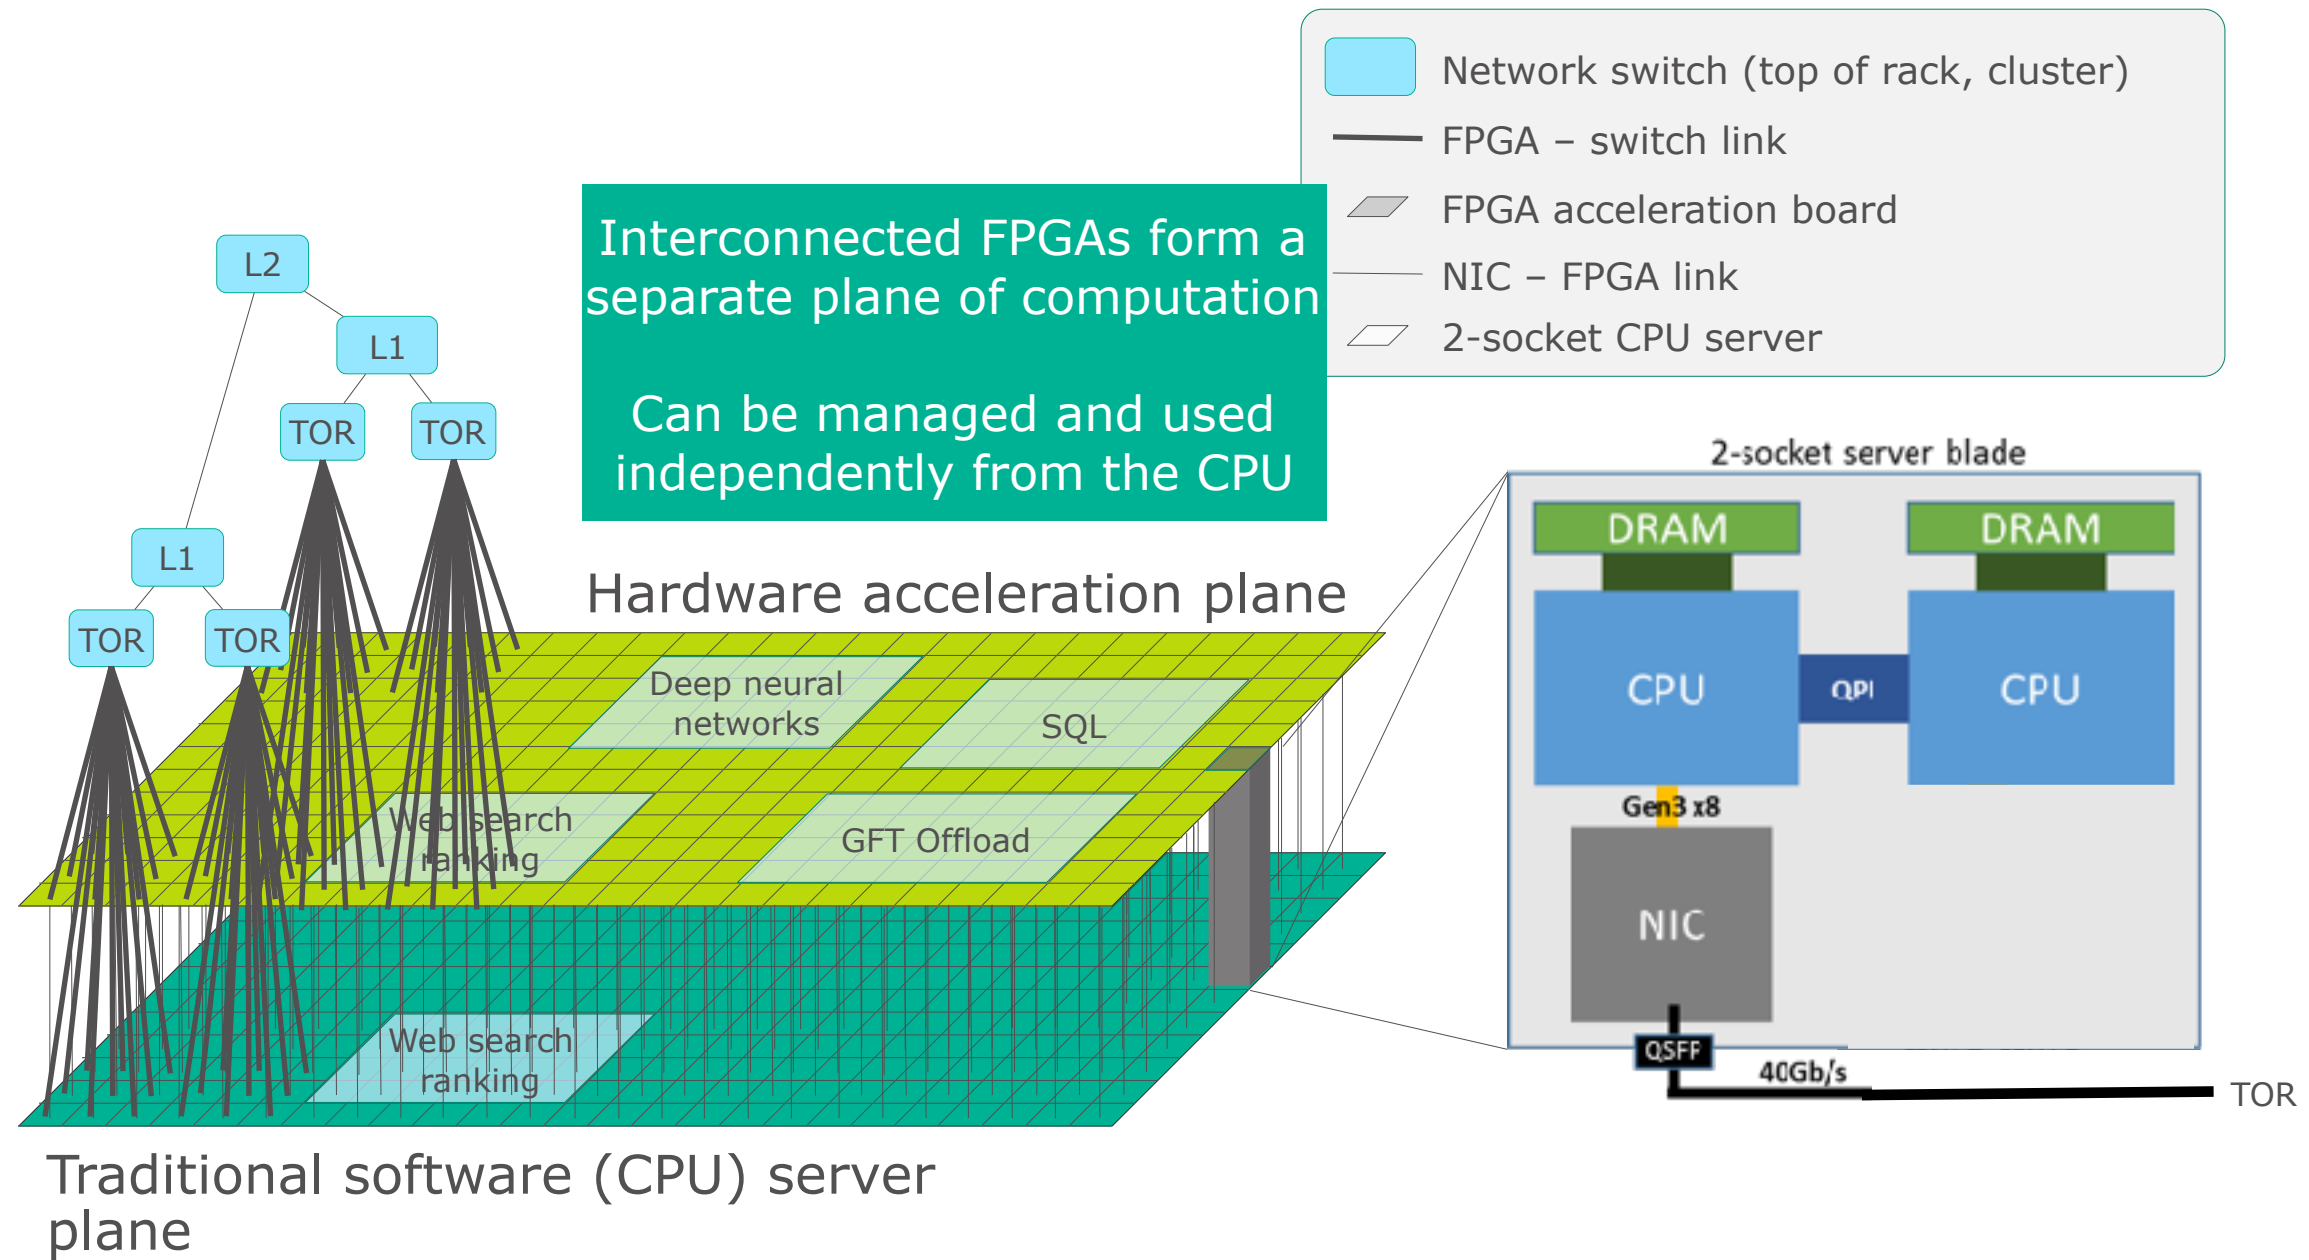 Network switch (top of rack, cluster)
FPGA – switch link
FPGA acceleration board
NIC – FPGA link
2-socket CPU server
Interconnected FPGAs form a
separate plane of computation
Can be managed and used
independently from the CPU
L2
L1
TOR
TOR
L1
TOR
TOR
Hardware acceleration plane
Deep neural
networks
SQL
Web search
ranking
GFT Offload
Web search
ranking
Traditional software (CPU) server
plane
2-socket server blade
DRAM
DRAM
CPU
QPI
CPU
Gen3 x8
NIC
QSFP
40Gb/s
TOR